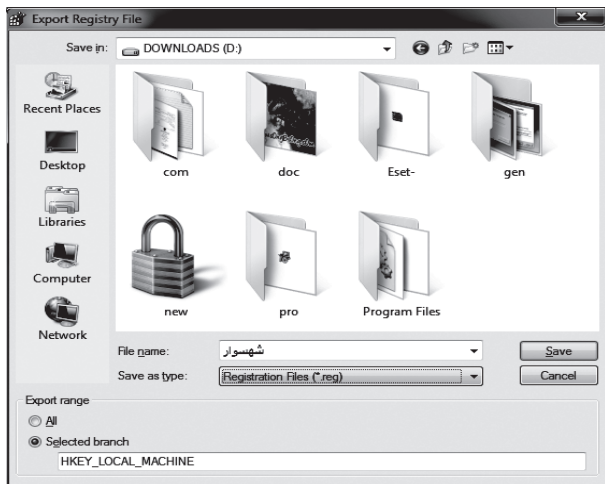 Export Registry File
Save in: DOWNLOADS (D:)
Recent Places
Desktop
Libraries
Computer
Network
com
doc
Eset-
gen
new
pro
Program Files
File name: شهسوار
Save as type: Registration Files (*.reg)
Save
Cancel
Export range
All
Selected branch
HKEY_LOCAL_MACHINE